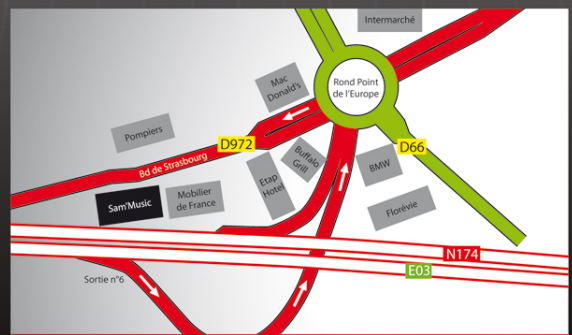 Intermarché
Mac
Donald's
Rond Point
de l'Europe
Pompiers
D972
D66
Bd de Strasbourg
Buffalo
Grill
BMW
Etap
Hotel
Sam'Music
Mobilier
de France
Florévie
N174
E03
Sortie n°6